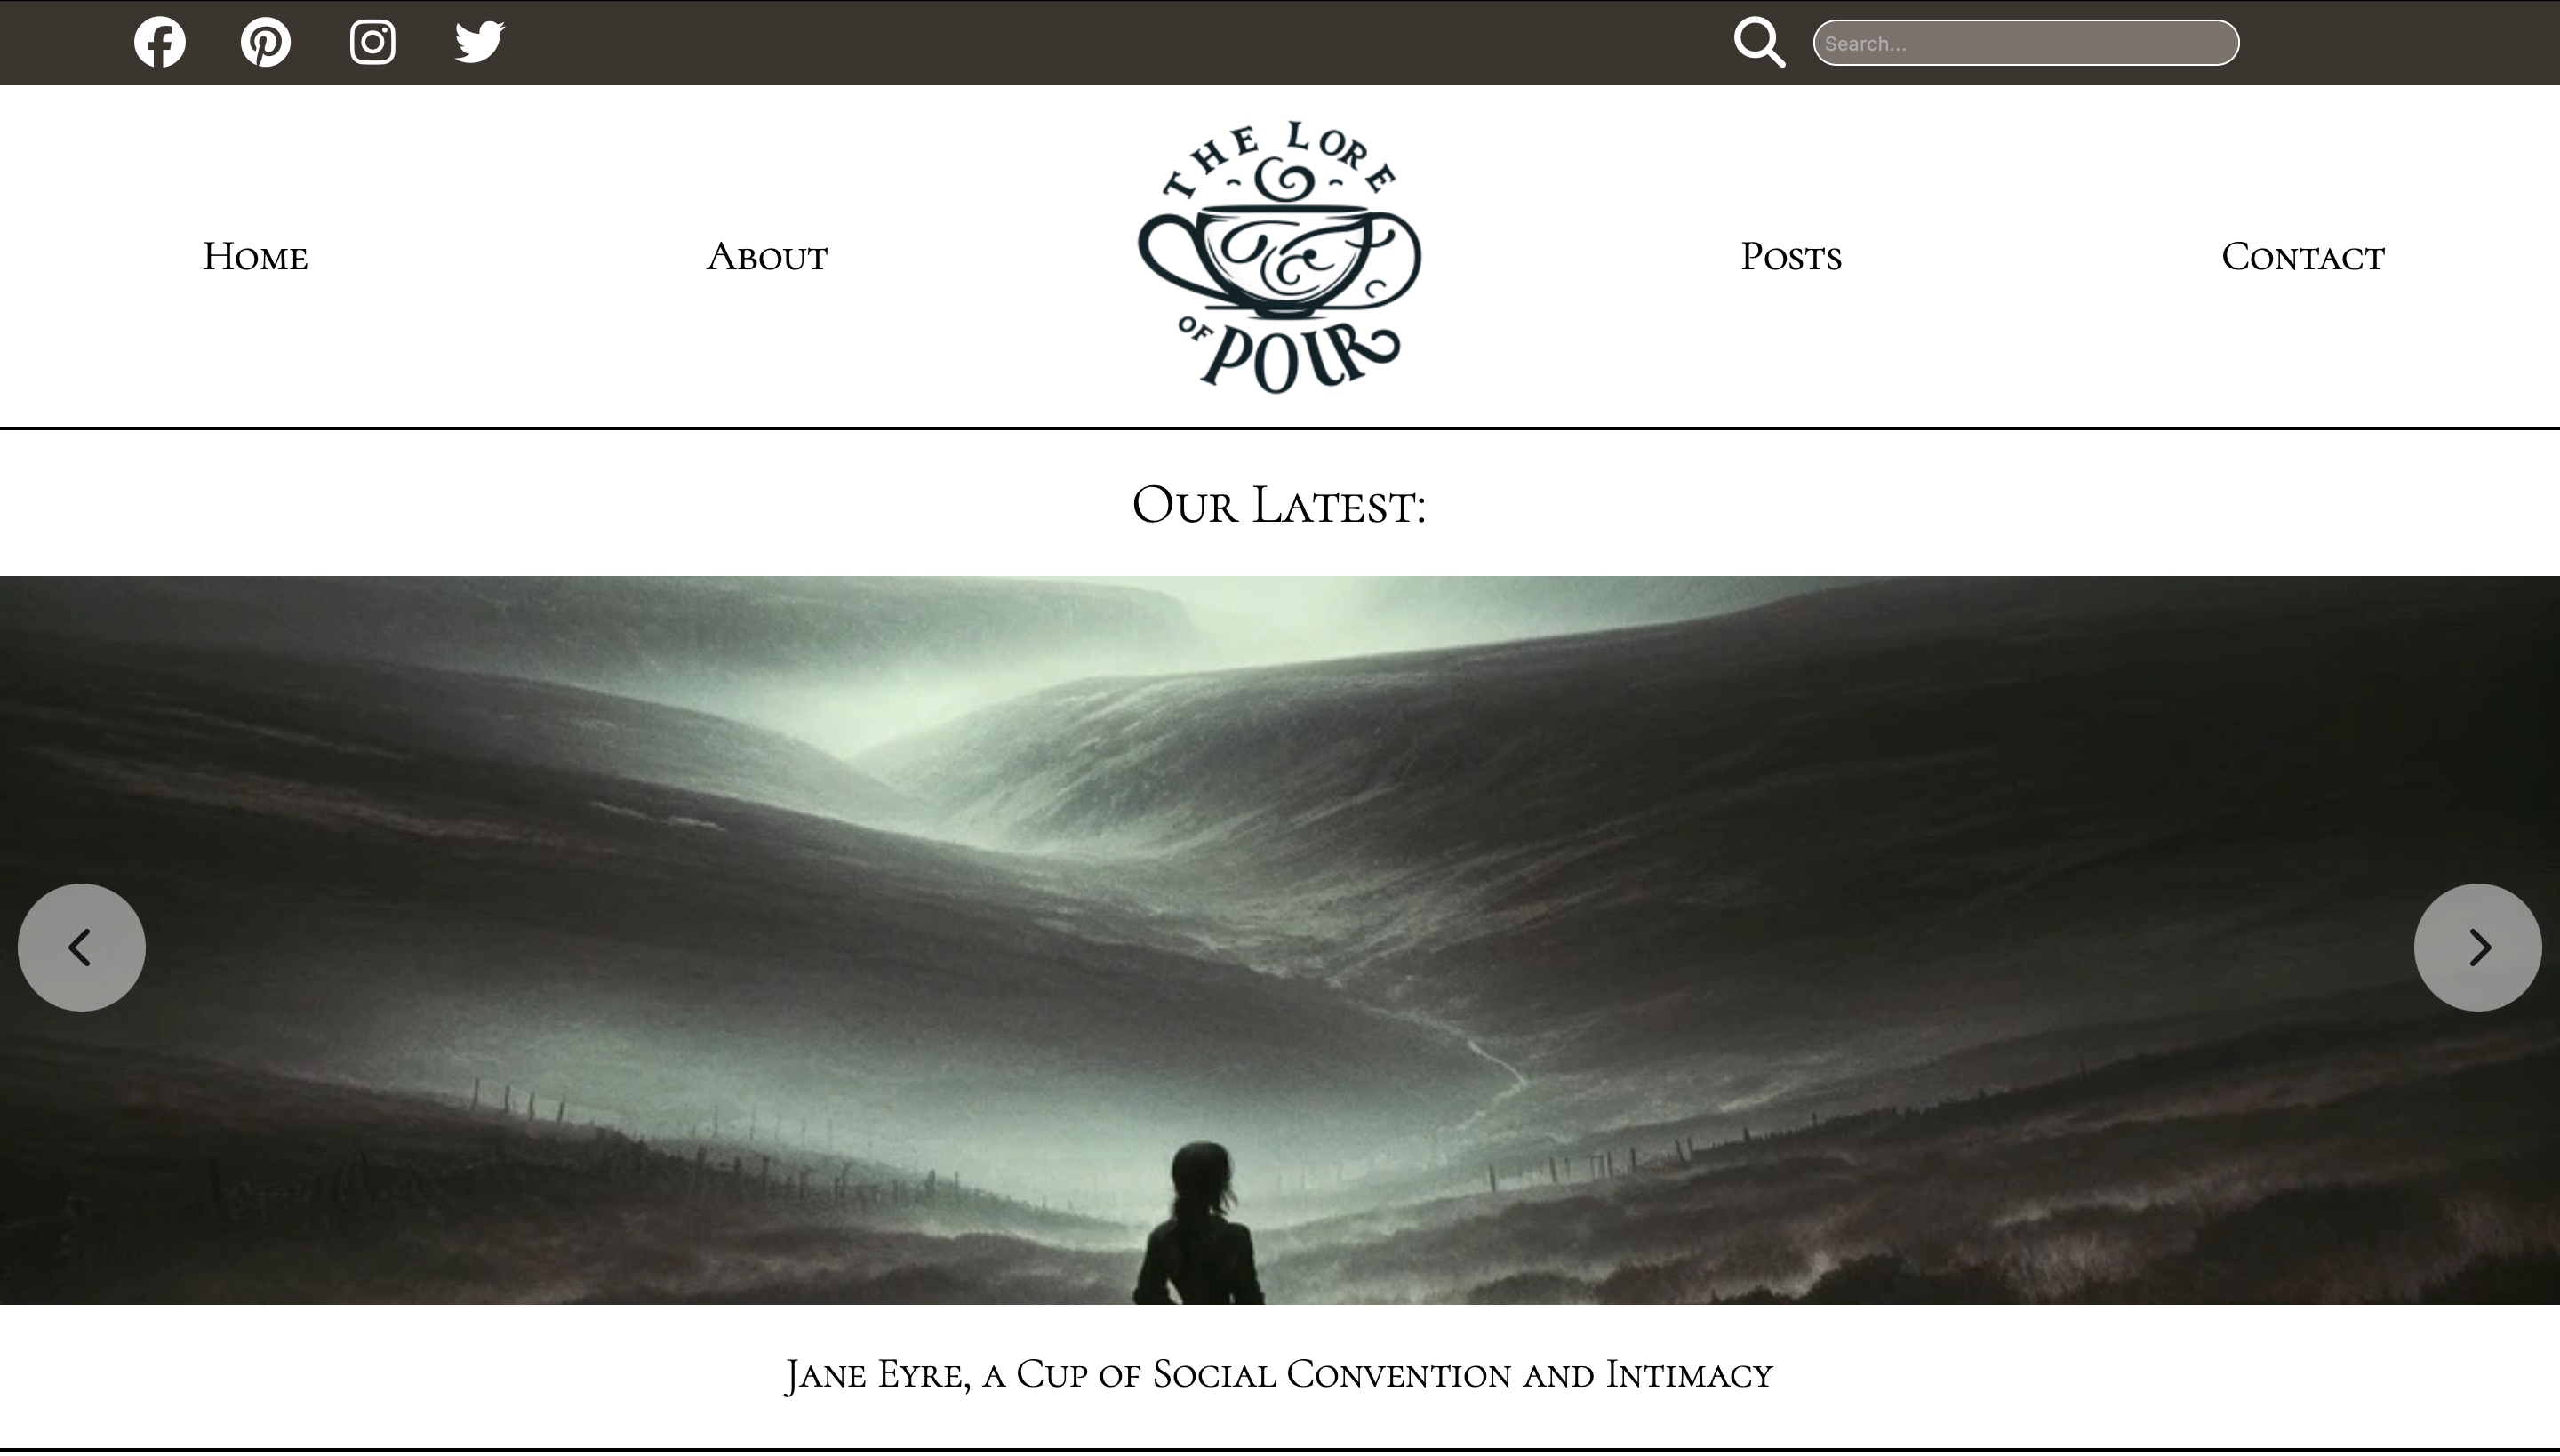 Search...
THE LORE
OF POUR
Home
About
Posts
Contact
Our Latest:
Jane Eyre, a Cup of Social Convention and Intimacy